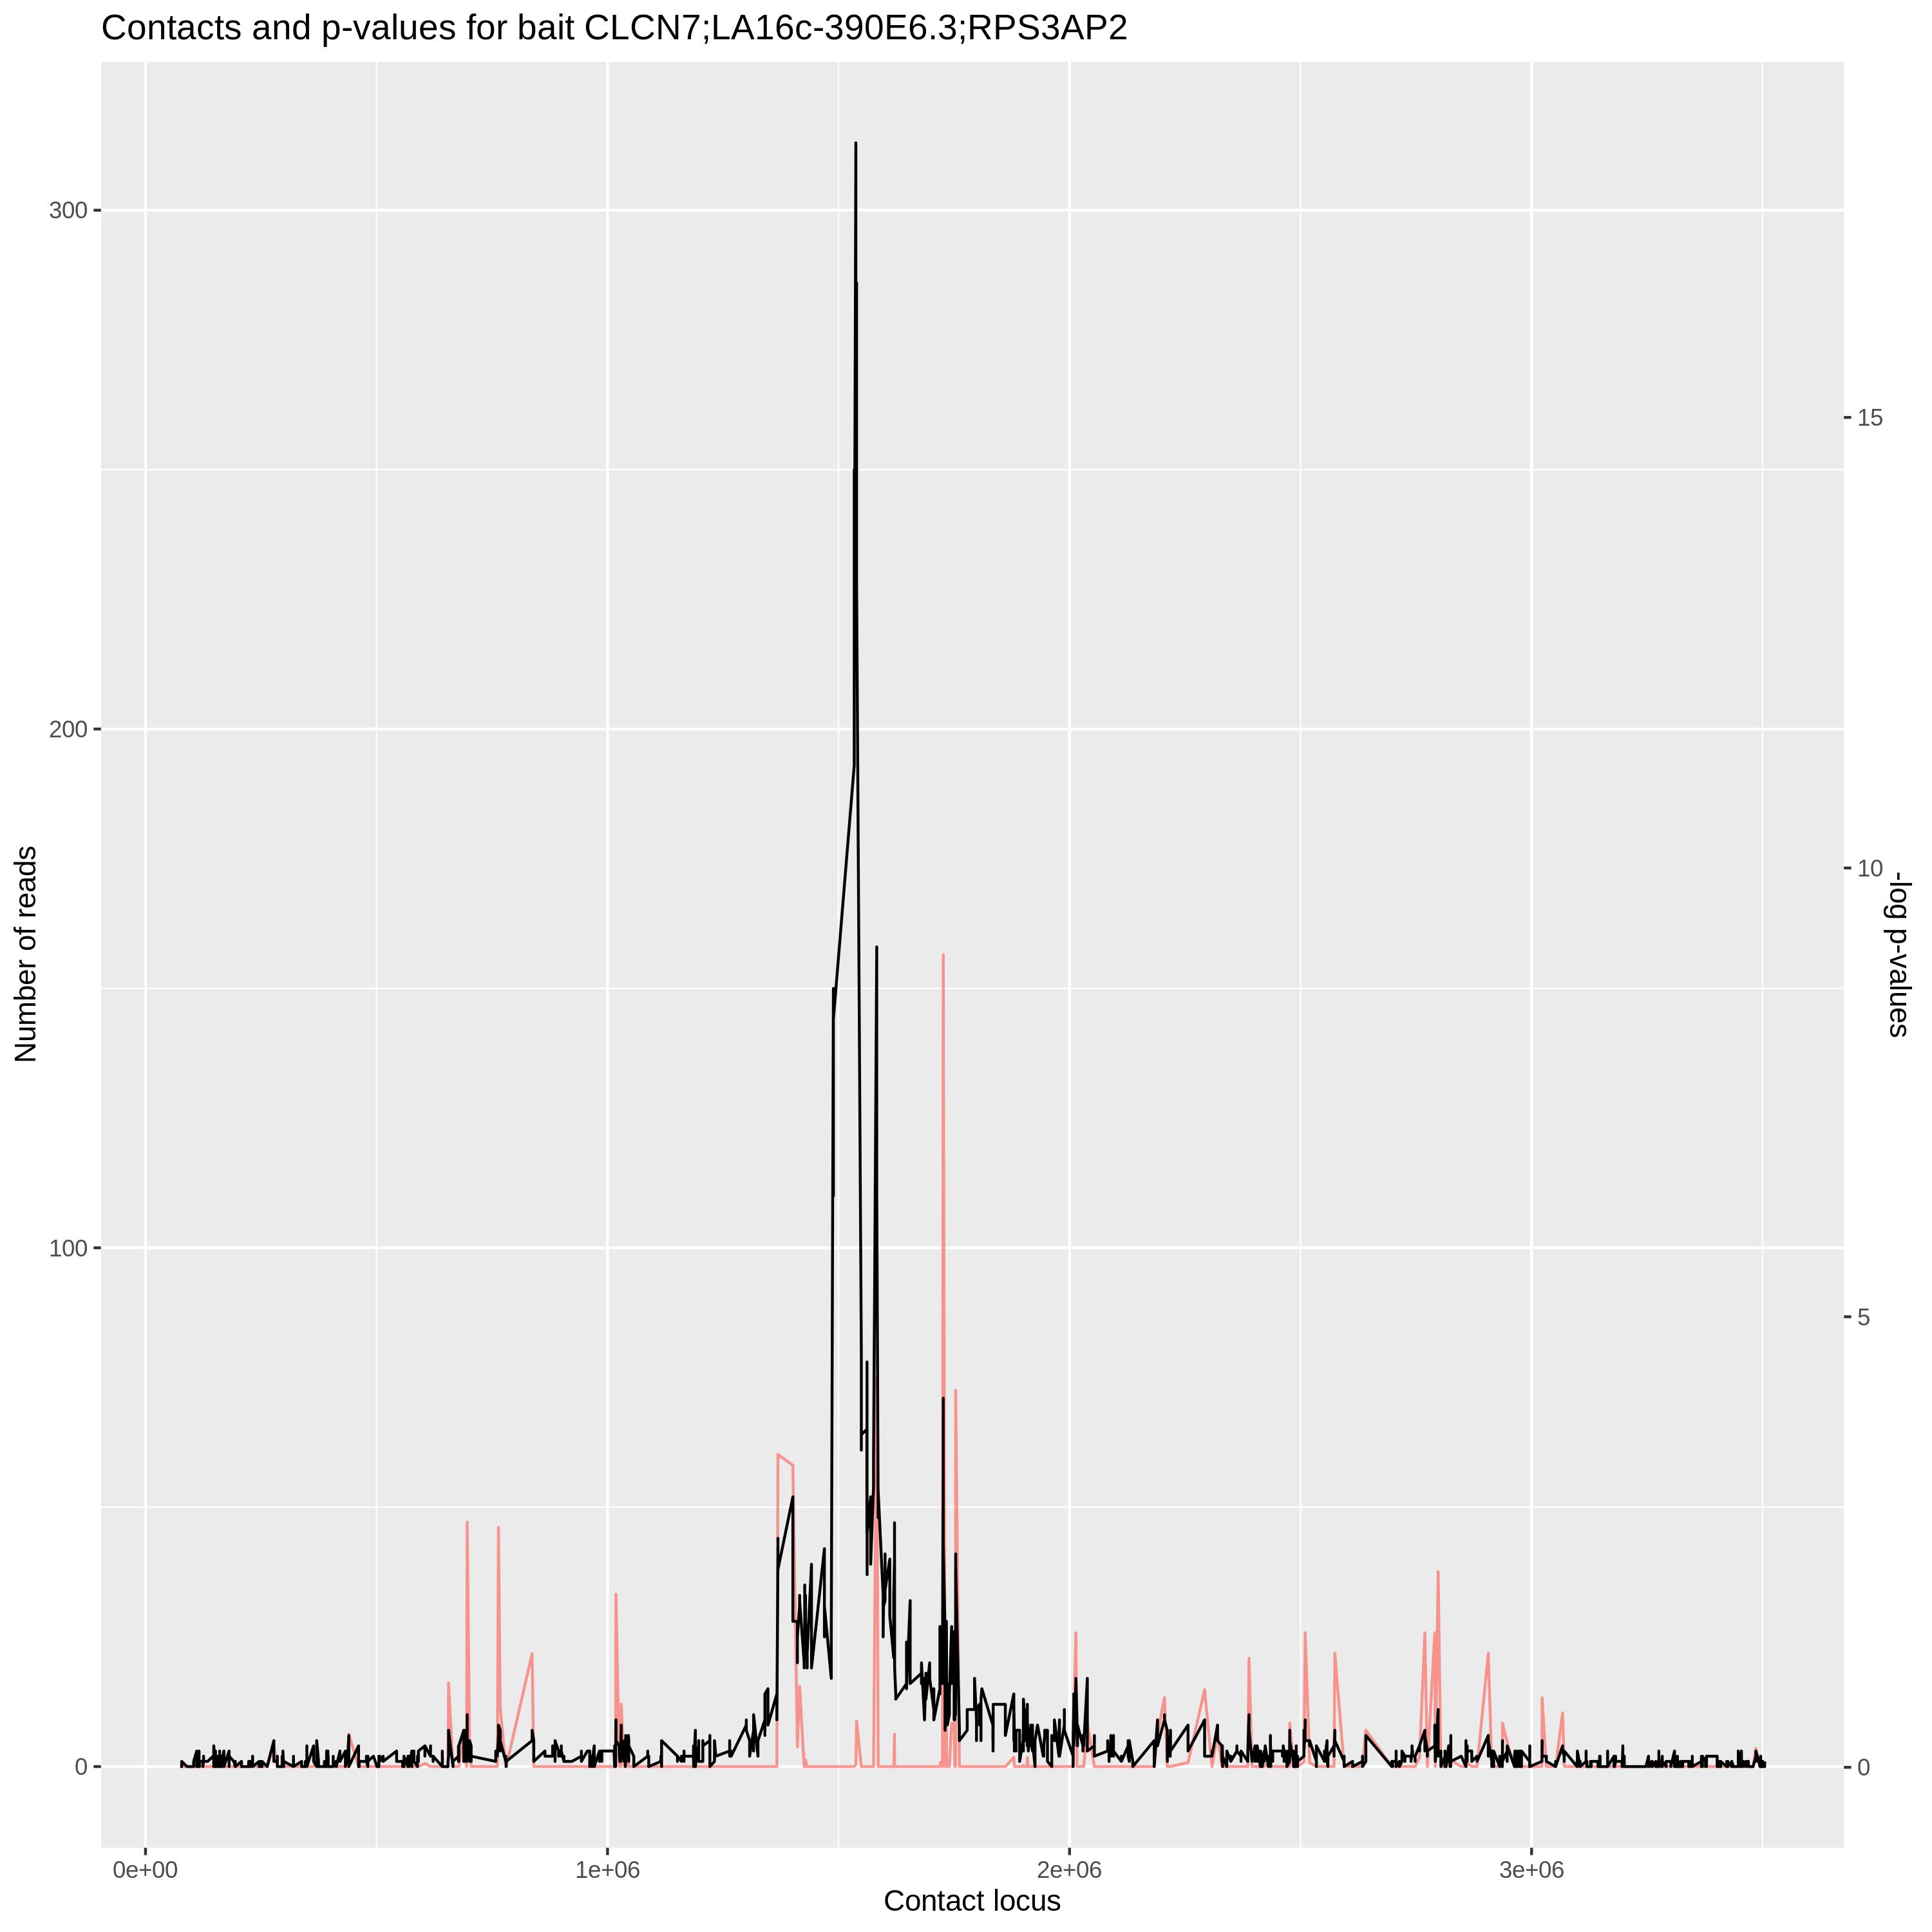 Contacts and p-values for bait CLCN7;LA16c-390E6.3;RPS3AP2
300
200
100
0
Number of reads
15
10
5
0
-log p-values
0e+00
1e+06
2e+06
3e+06
Contact locus